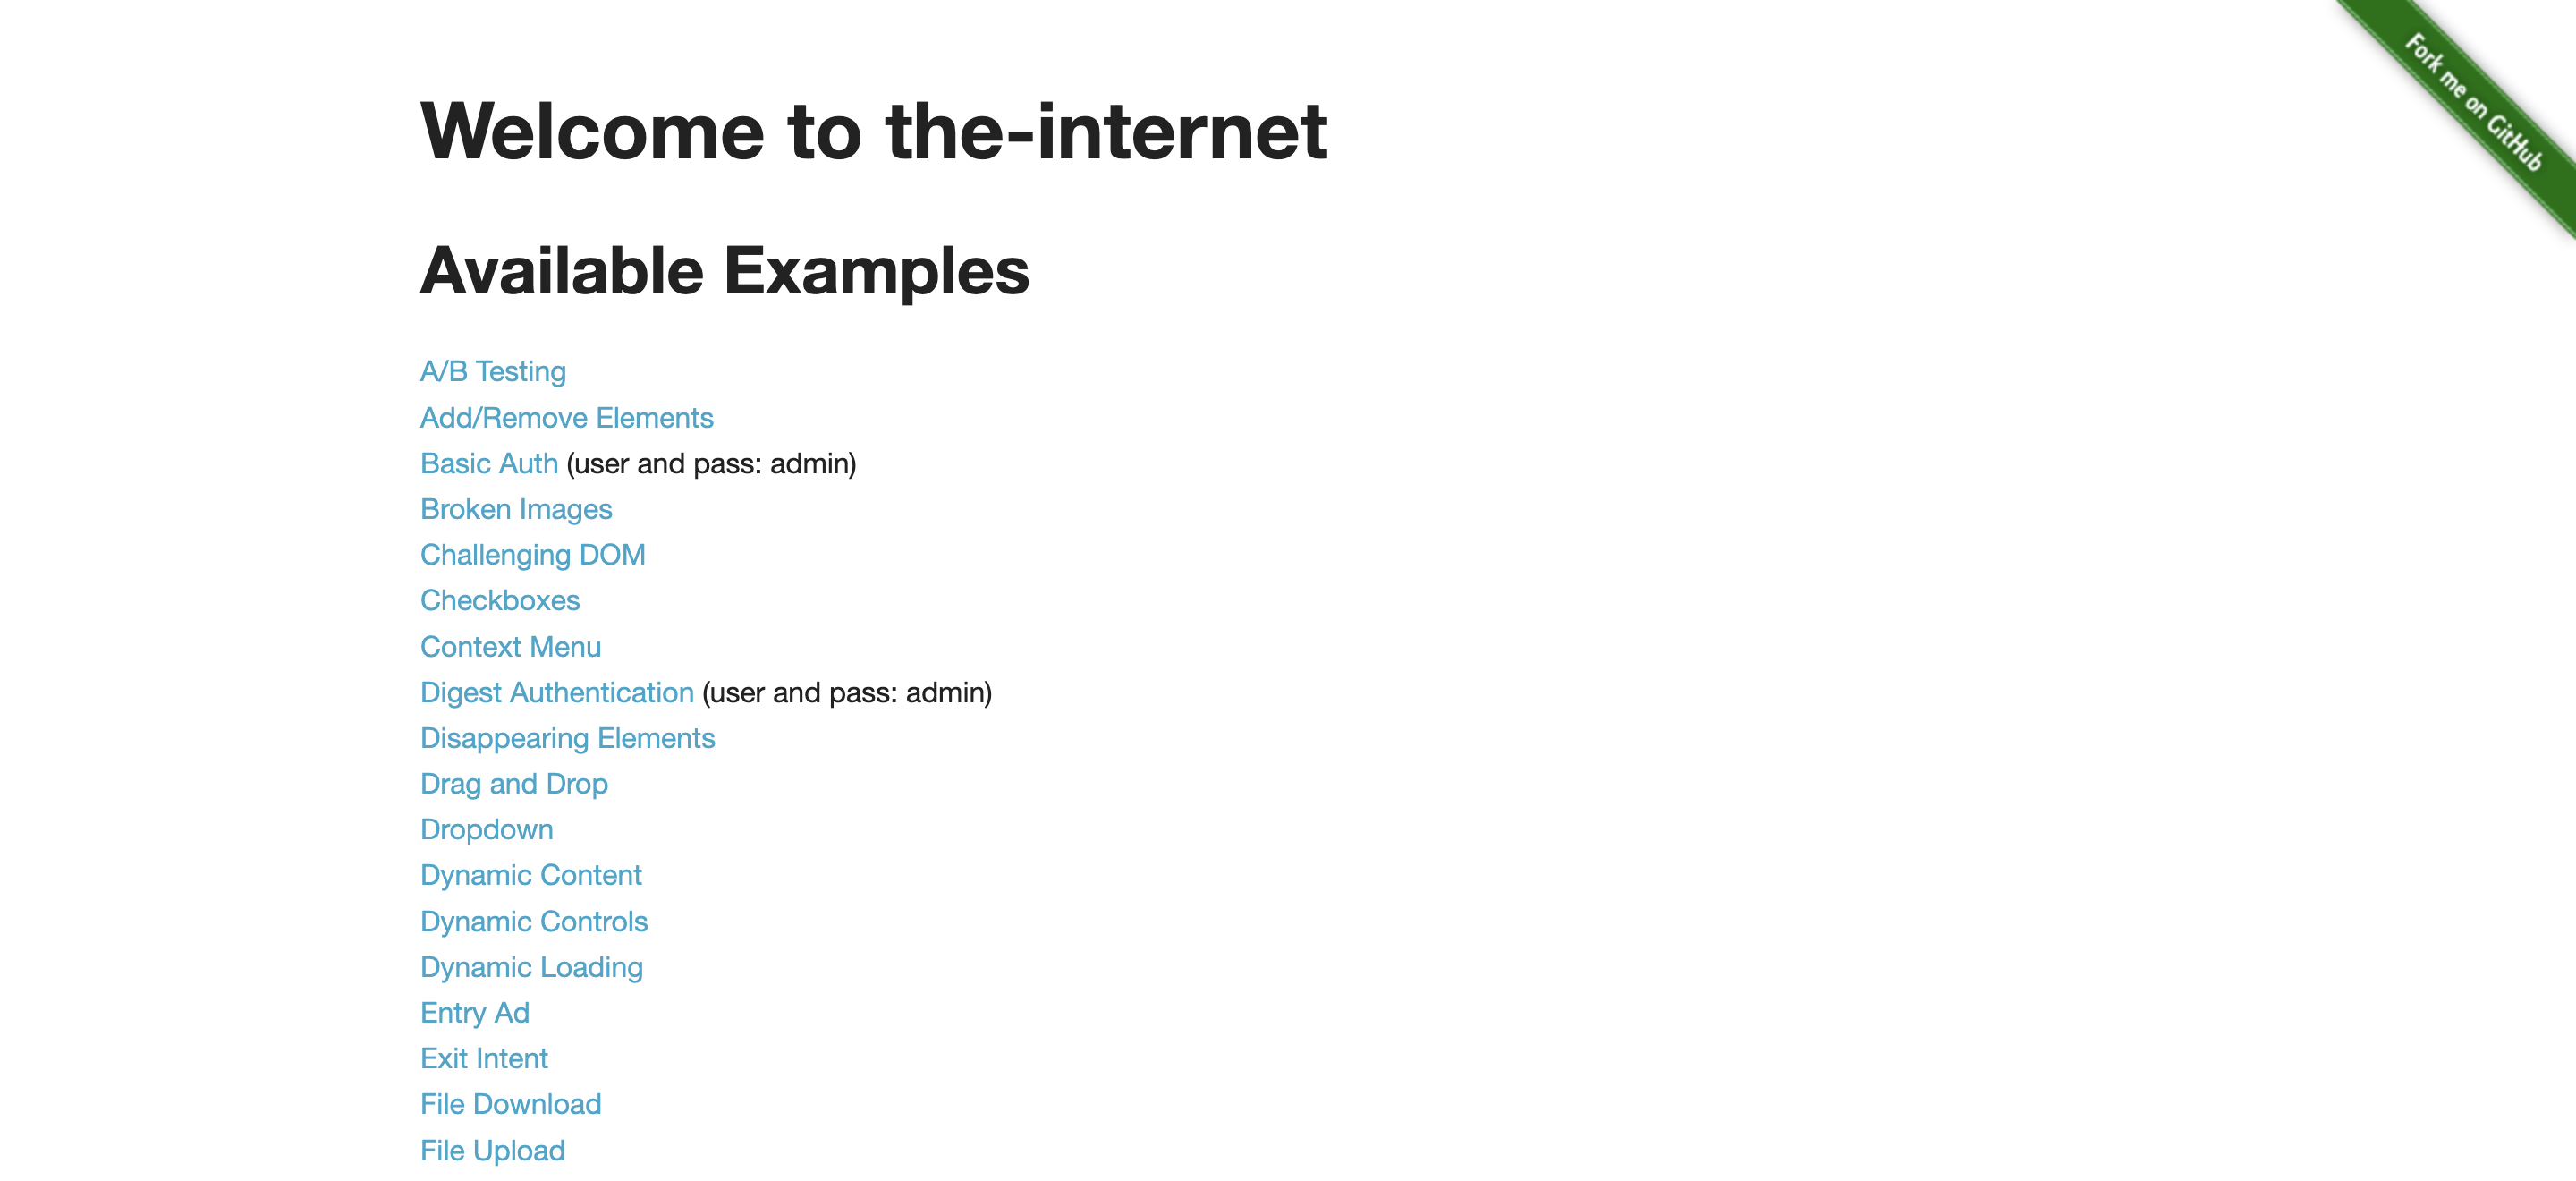 Fork me on GitHub
Welcome to the-internet
Available Examples
A/B Testing
Add/Remove Elements
Basic Auth (user and pass: admin)
Broken Images
Challenging DOM
Checkboxes
Context Menu
Digest Authentication (user and pass: admin)
Disappearing Elements
Drag and Drop
Dropdown
Dynamic Content
Dynamic Controls
Dynamic Loading
Entry Ad
Exit Intent
File Download
File Upload